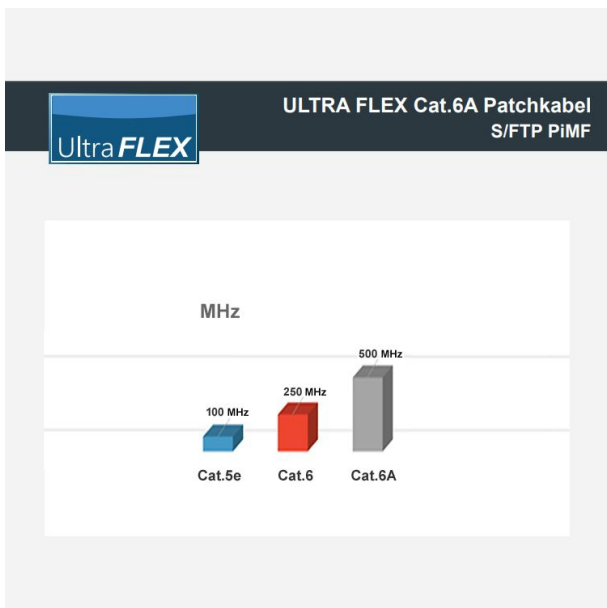 ULTRA FLEX Cat.6A Patchkabel
S/FTP PiMF
Ultra FLEX
MHz
500 MHz
250 MHz
100 MHz
Cat.5e Cat.6 Cat.6A